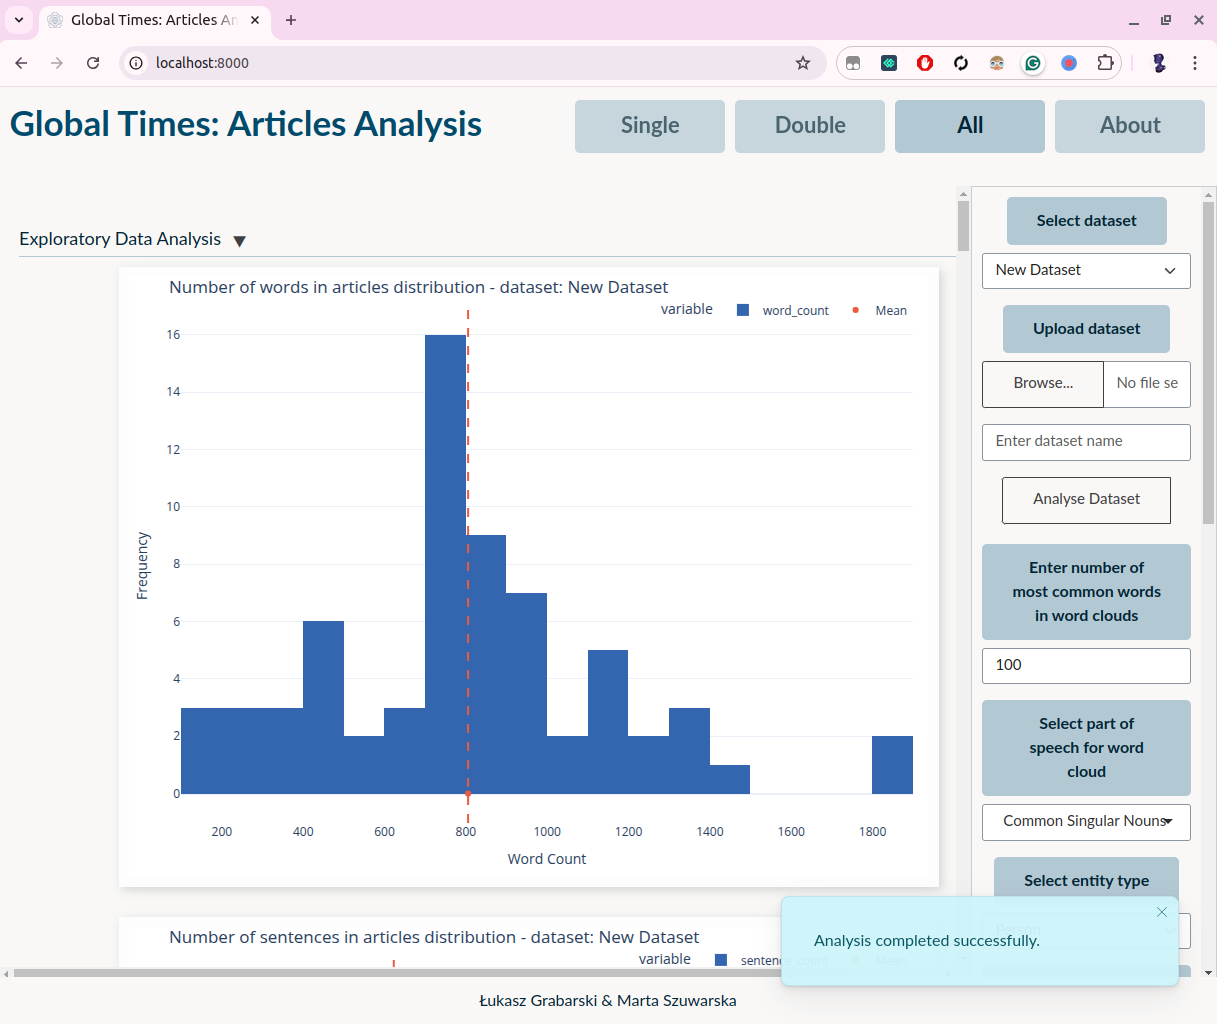 Global Times: Articles An
localhost:8000
Global Times: Articles Analysis
Single
Double
All
About
Exploratory Data Analysis
Number of words in articles distribution - dataset: New Dataset
variable word_count Mean
16
14
12
10
8
6
4
2
0
Frequency
200 400 600 800 1000 1200 1400 1600 1800
Word Count
Number of sentences in articles distribution - dataset: New Dataset
variable sentence_count Mean
Select dataset
New Dataset
Upload dataset
Browse...
No file se
Enter dataset name
Analyse Dataset
Enter number of
most common words
in word clouds
100
Select part of
speech for word
cloud
Common Singular Nouns
Select entity type
Person
Analysis completed successfully.
Łukasz Grabarski & Marta Szuwarska